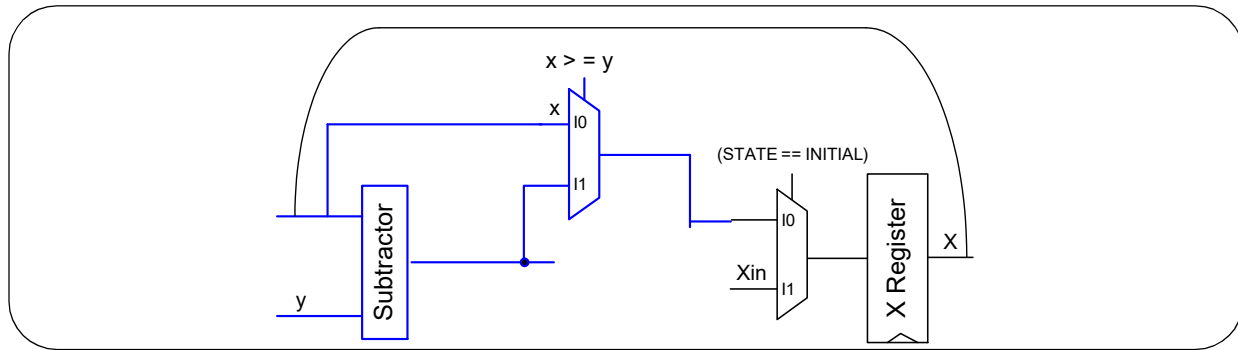 x > = y
x
I0
(STATE == INITIAL)
I1
Subtractor
I0
X Register
X
Xin
I1
y